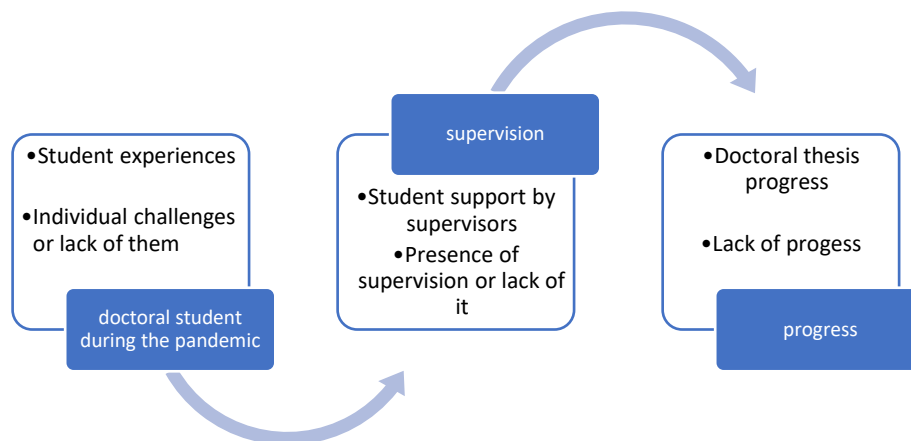 •Student experiences
•Individual challenges
or lack of them
doctoral student
during the pandemic
supervision
•Student support by
supervisors
•Presence of
supervision or lack of
it
•Doctoral thesis
progress
•Lack of progess
progress